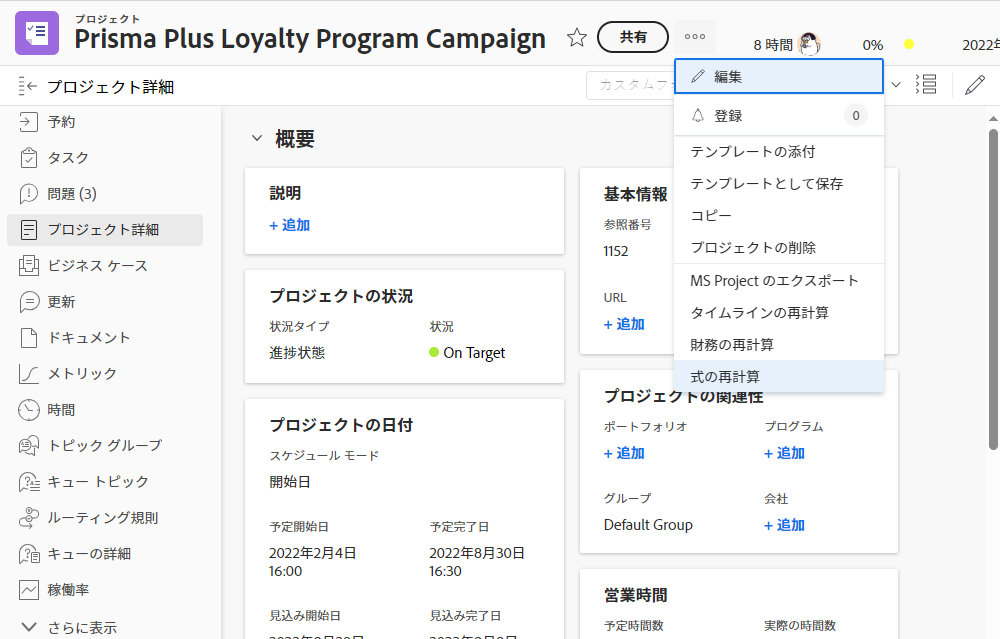 プロジェクト
Prisma Plus Loyalty Program Campaign
共有
8 時間
0%
2022年
プロジェクト詳細
カスタムフ
編集
登録
0
テンプレートの添付
テンプレートとして保存
コピー
プロジェクトの削除
MS Project のエクスポート
タイムラインの再計算
財務の再計算
式の再計算
予約
タスク
問題 (3)
プロジェクト詳細
ビジネス ケース
更新
ドキュメント
メトリック
時間
トピック グループ
キュー トピック
ルーティング規則
キューの詳細
稼働率
さらに表示
概要
説明
+ 追加
プロジェクトの状況
状況タイプ
状況
進捗状態
On Target
プロジェクトの日付
スケジュール モード
開始日
予定開始日
予定完了日
2022年2月4日
16:00
2022年8月30日
16:30
見込み開始日
見込み完了日
基本情報
参照番号
1152
URL
+ 追加
プロジェクトの関連性
ポートフォリオ
プログラム
+ 追加
+ 追加
グループ
会社
Default Group
+ 追加
営業時間
予定時間数
実際の時間数